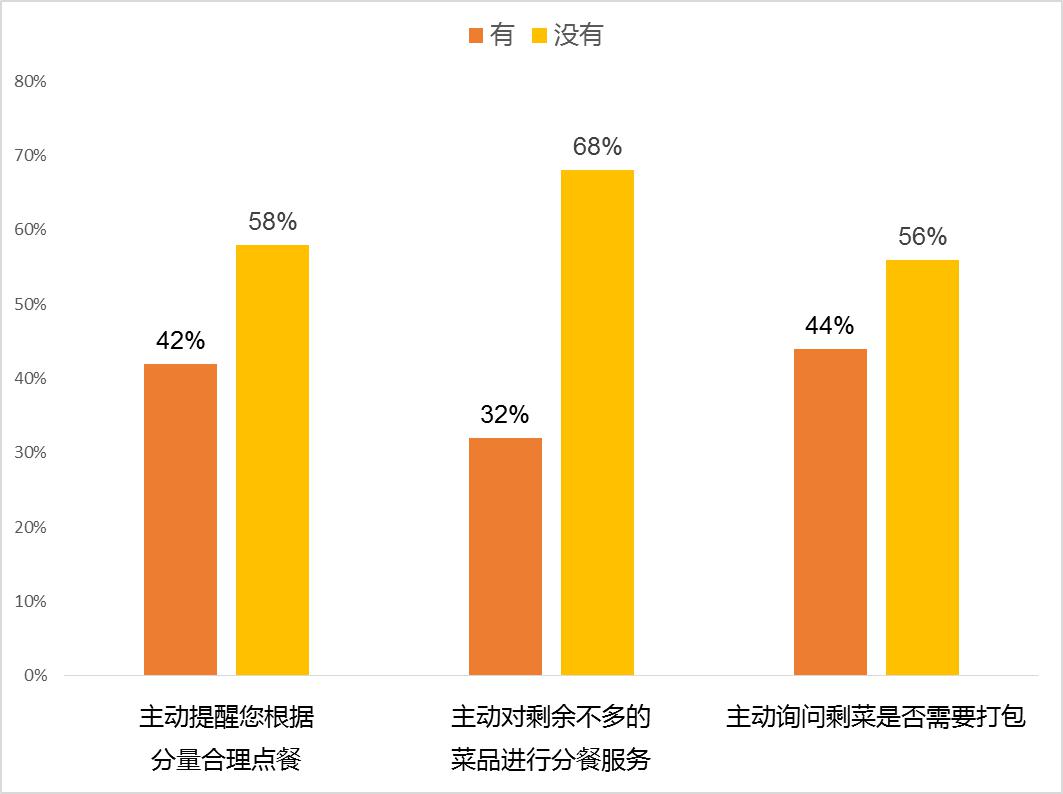 有 没有
80%
70%
60%
50%
40%
30%
20%
10%
0%
42%
58%
32%
68%
44%
56%
主动提醒您根据
分量合理点餐
主动对剩余不多的
菜品进行分餐服务
主动询问剩菜是否需要打包